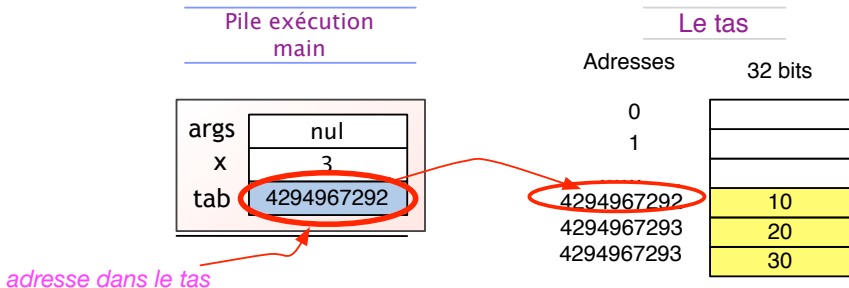 Pile exécution
main
Le tas
Adresses
32 bits
args nul
x 3
tab 4294967292
0
1
......
4294967292 10
4294967293 20
4294967293 30
adresse dans le tas